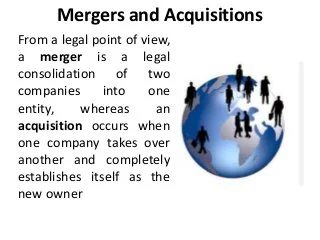 Mergers and Acquisitions
From a legal point of view,
a merger is a legal
consolidation of two
companies into one
entity, whereas an
acquisition occurs when
one company takes over
another and completely
establishes itself as the
new owner